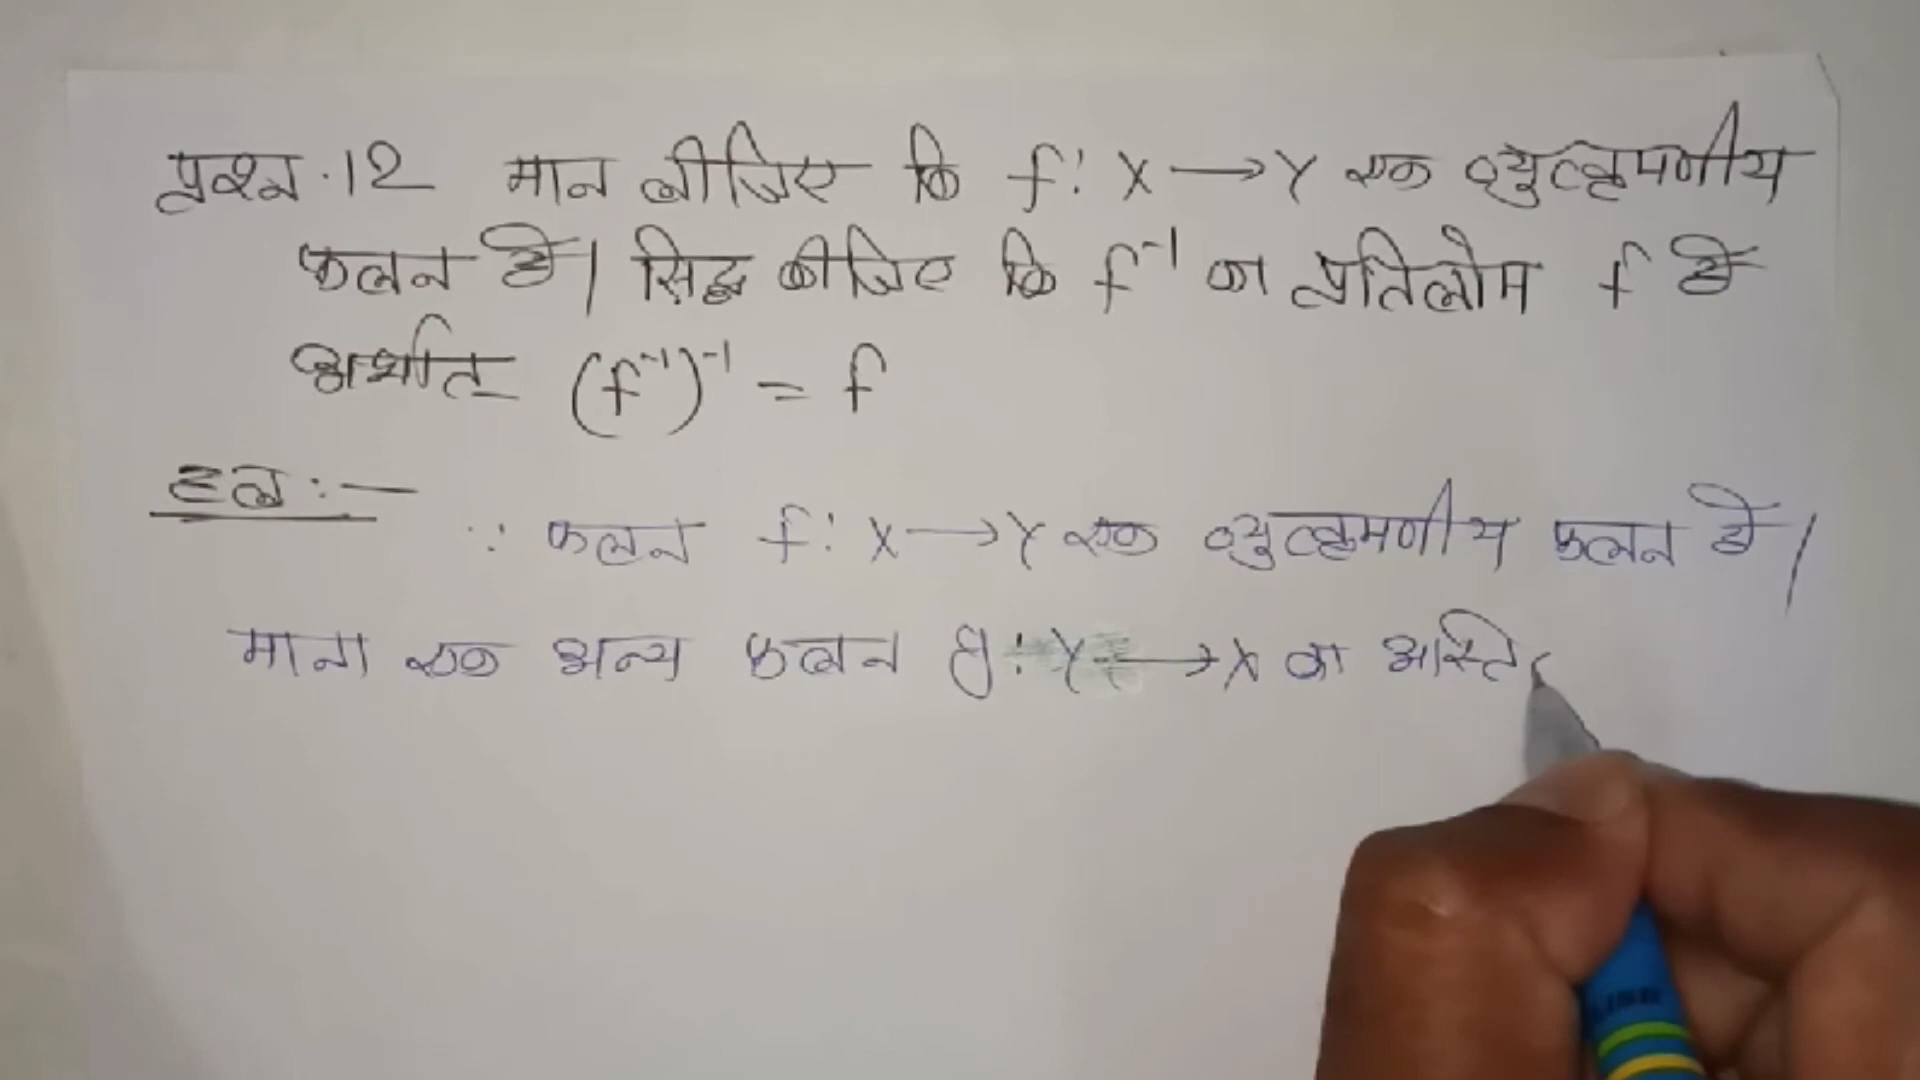 प्रश्न.12 मान लीजिए कि f: X→Y एक व्युत्क्रमणीय
फलन है। सिद्ध कीजिए कि f⁻¹ का प्रतिलोम f है
अर्थात् (f⁻¹)⁻¹ = f
हल:—
∵ फलन f: X→Y एक व्युत्क्रमणीय फलन है।
माना एक अन्य फलन g: Y→X का अस्ति